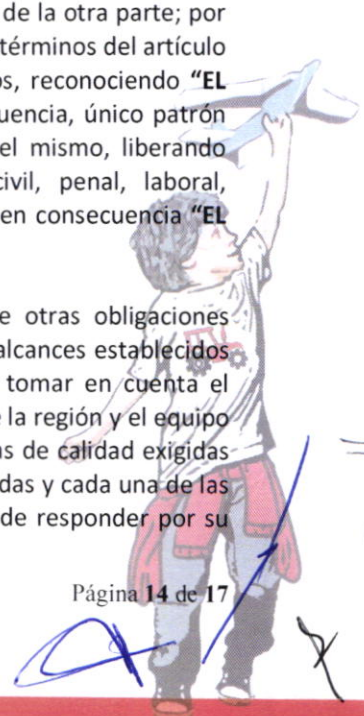 de la otra parte; por
términos del artículo
os, reconociendo "EL
uencia, único patrón
el mismo, liberando
civil, penal, laboral,
en consecuencia "EL
e otras obligaciones
alcances establecidos
tomar en cuenta el
e la región y el equipo
as de calidad exigidas
das y cada una de las
de responder por su
Página 14 de 17